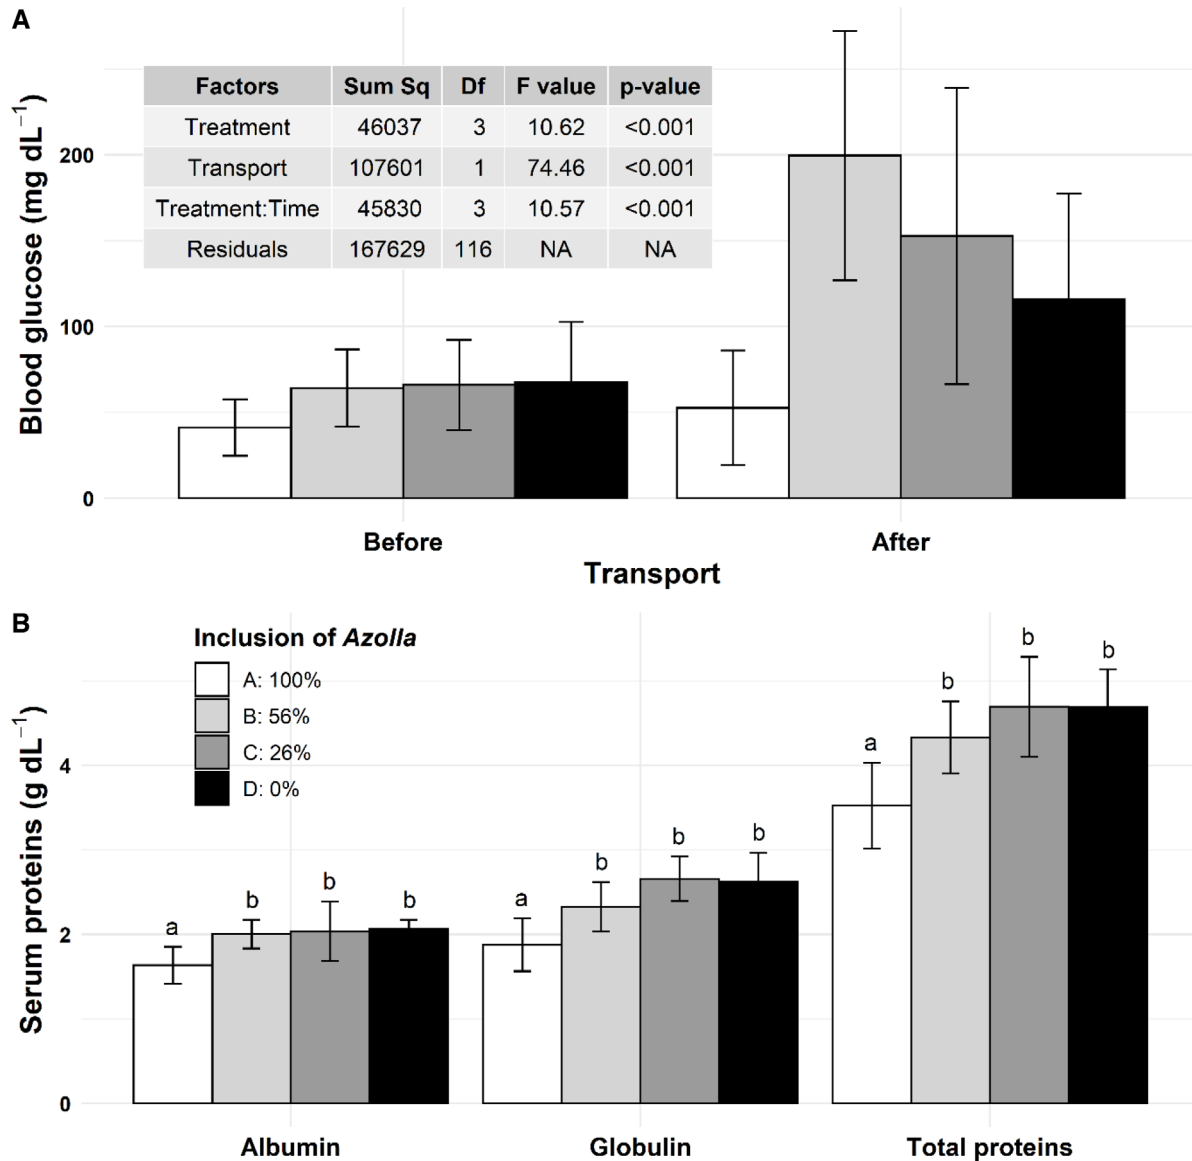 A
Blood glucose (mg dL⁻¹)
Factors Sum Sq Df F value p-value
Treatment 46037 3 10.62 <0.001
Transport 107601 1 74.46 <0.001
Treatment:Time 45830 3 10.57 <0.001
Residuals 167629 116 NA NA
200
100
0
Before After
Transport
B
Serum proteins (g dL⁻¹)
Inclusion of Azolla
A: 100%
B: 56%
C: 26%
D: 0%
a b b b
a b b b
a b b b
4
2
0
Albumin Globulin Total proteins